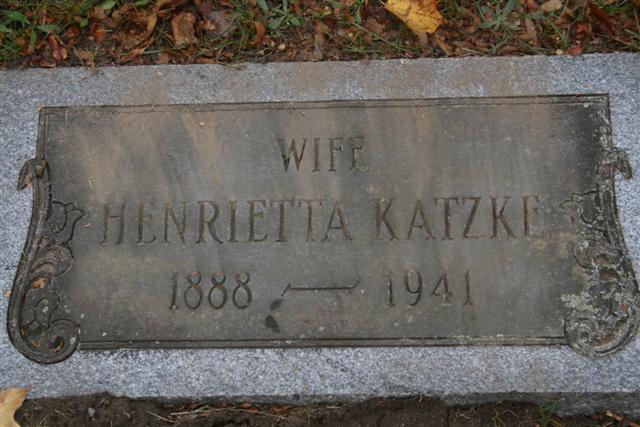 WIFE
HENRIETTA KATZKE
1888 — 1941